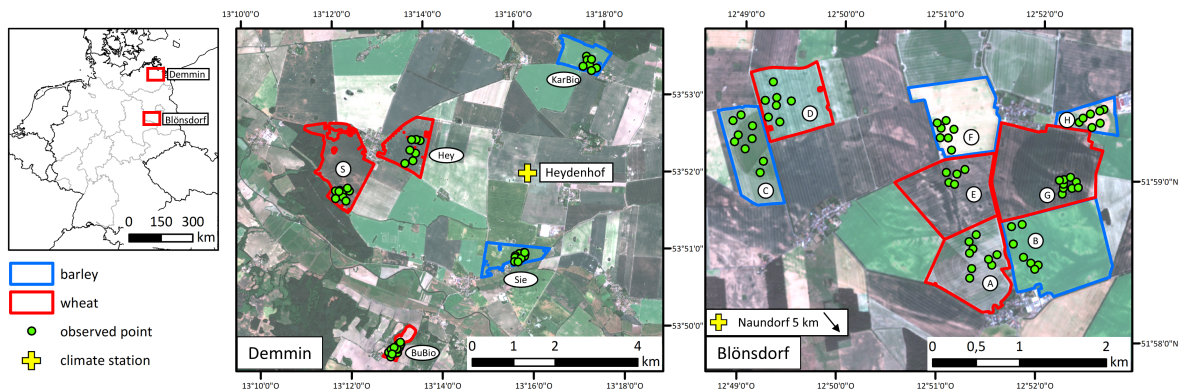 Demmin
Blönsdorf
0 150 300
km
barley
wheat
observed point
climate station
13°10'0"O 13°12'0"O 13°14'0"O 13°16'0"O 13°18'0"O
KarBio
53°53'0"N
Hey
S
Heydenhof
53°52'0"N
53°51'0"N
Sie
53°50'0"N
BuBio
Demmin
0 1 2 4
km
13°10'0"O 13°12'0"O 13°14'0"O 13°16'0"O 13°18'0"O
12°49'0"O 12°50'0"O 12°51'0"O 12°52'0"O
D
H
F
C
E
G
51°59'0"N
B
A
Naundorf 5 km
51°58'0"N
Blönsdorf
0 0,5 1 2
km
12°49'0"O 12°50'0"O 12°51'0"O 12°52'0"O